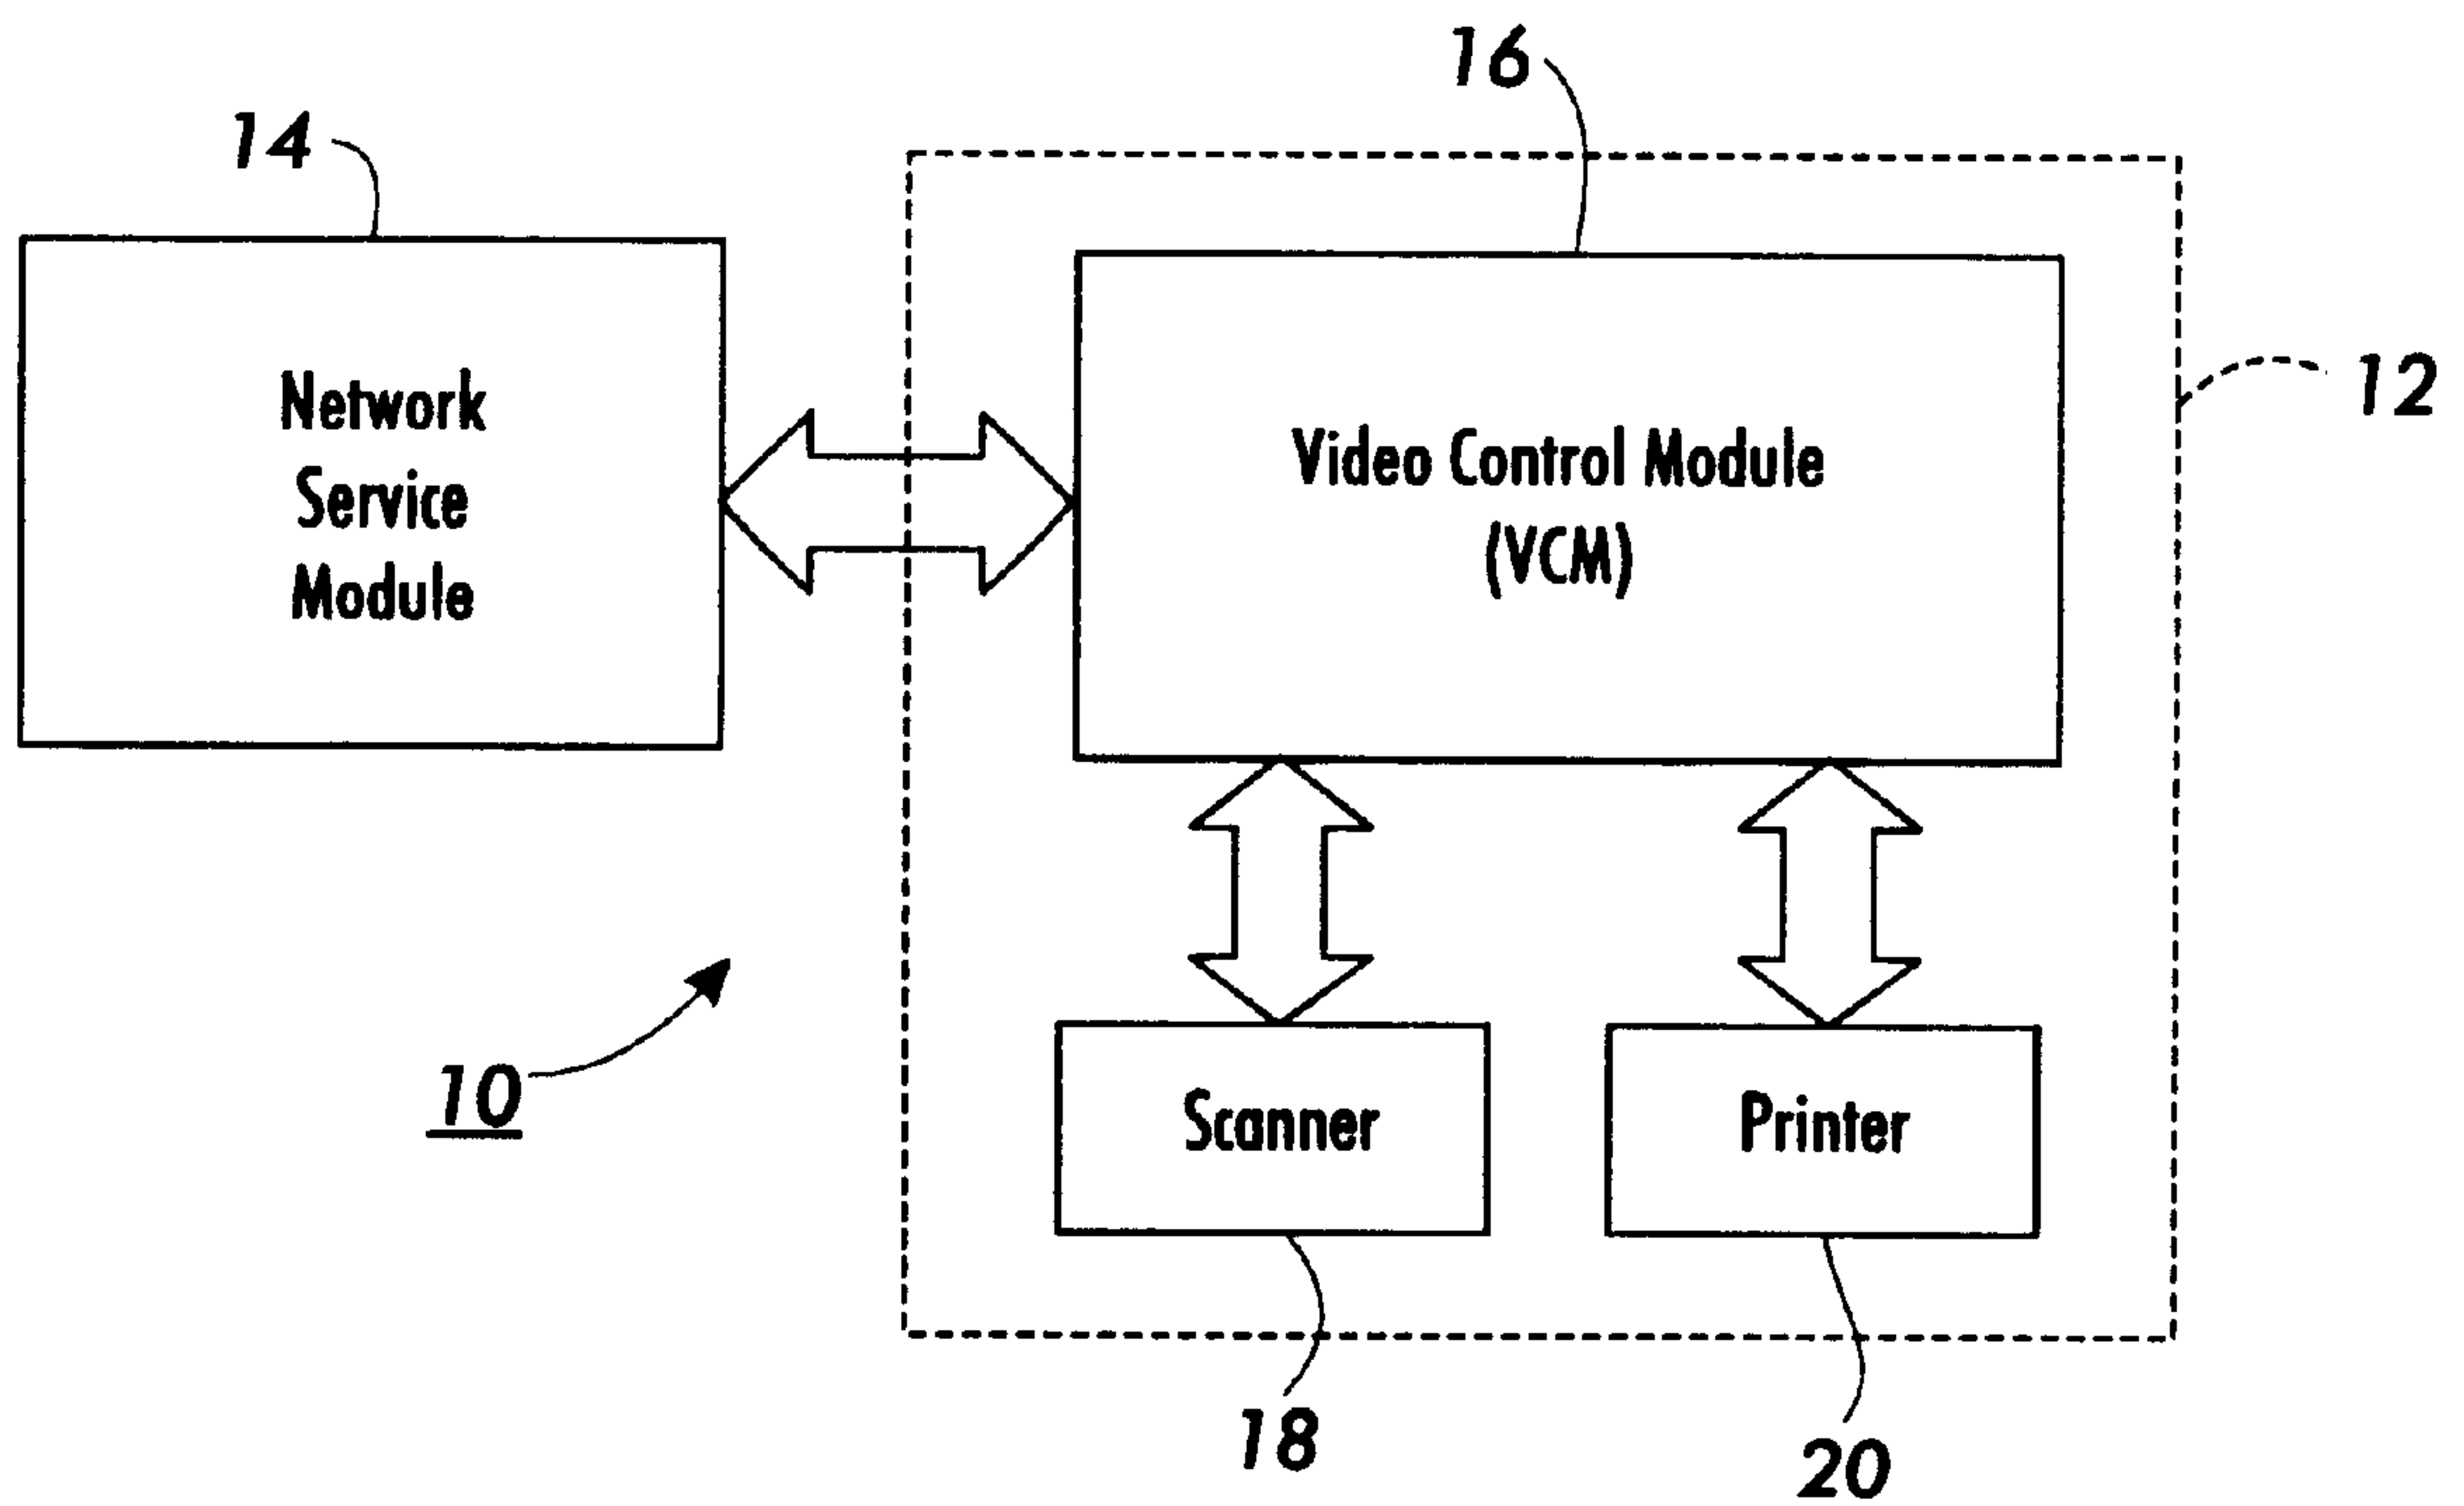 16
14
12
Network
Service
Module
Video Control Module
(VCM)
10
Scanner
Printer
18
20